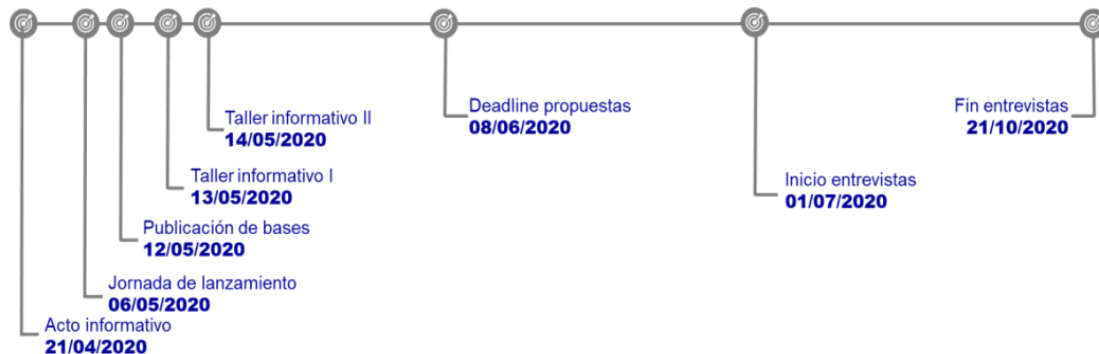 Taller informativo II
14/05/2020
Deadline propuestas
08/06/2020
Fin entrevistas
21/10/2020
Taller informativo I
13/05/2020
Inicio entrevistas
01/07/2020
Publicación de bases
12/05/2020
Jornada de lanzamiento
06/05/2020
Acto informativo
21/04/2020